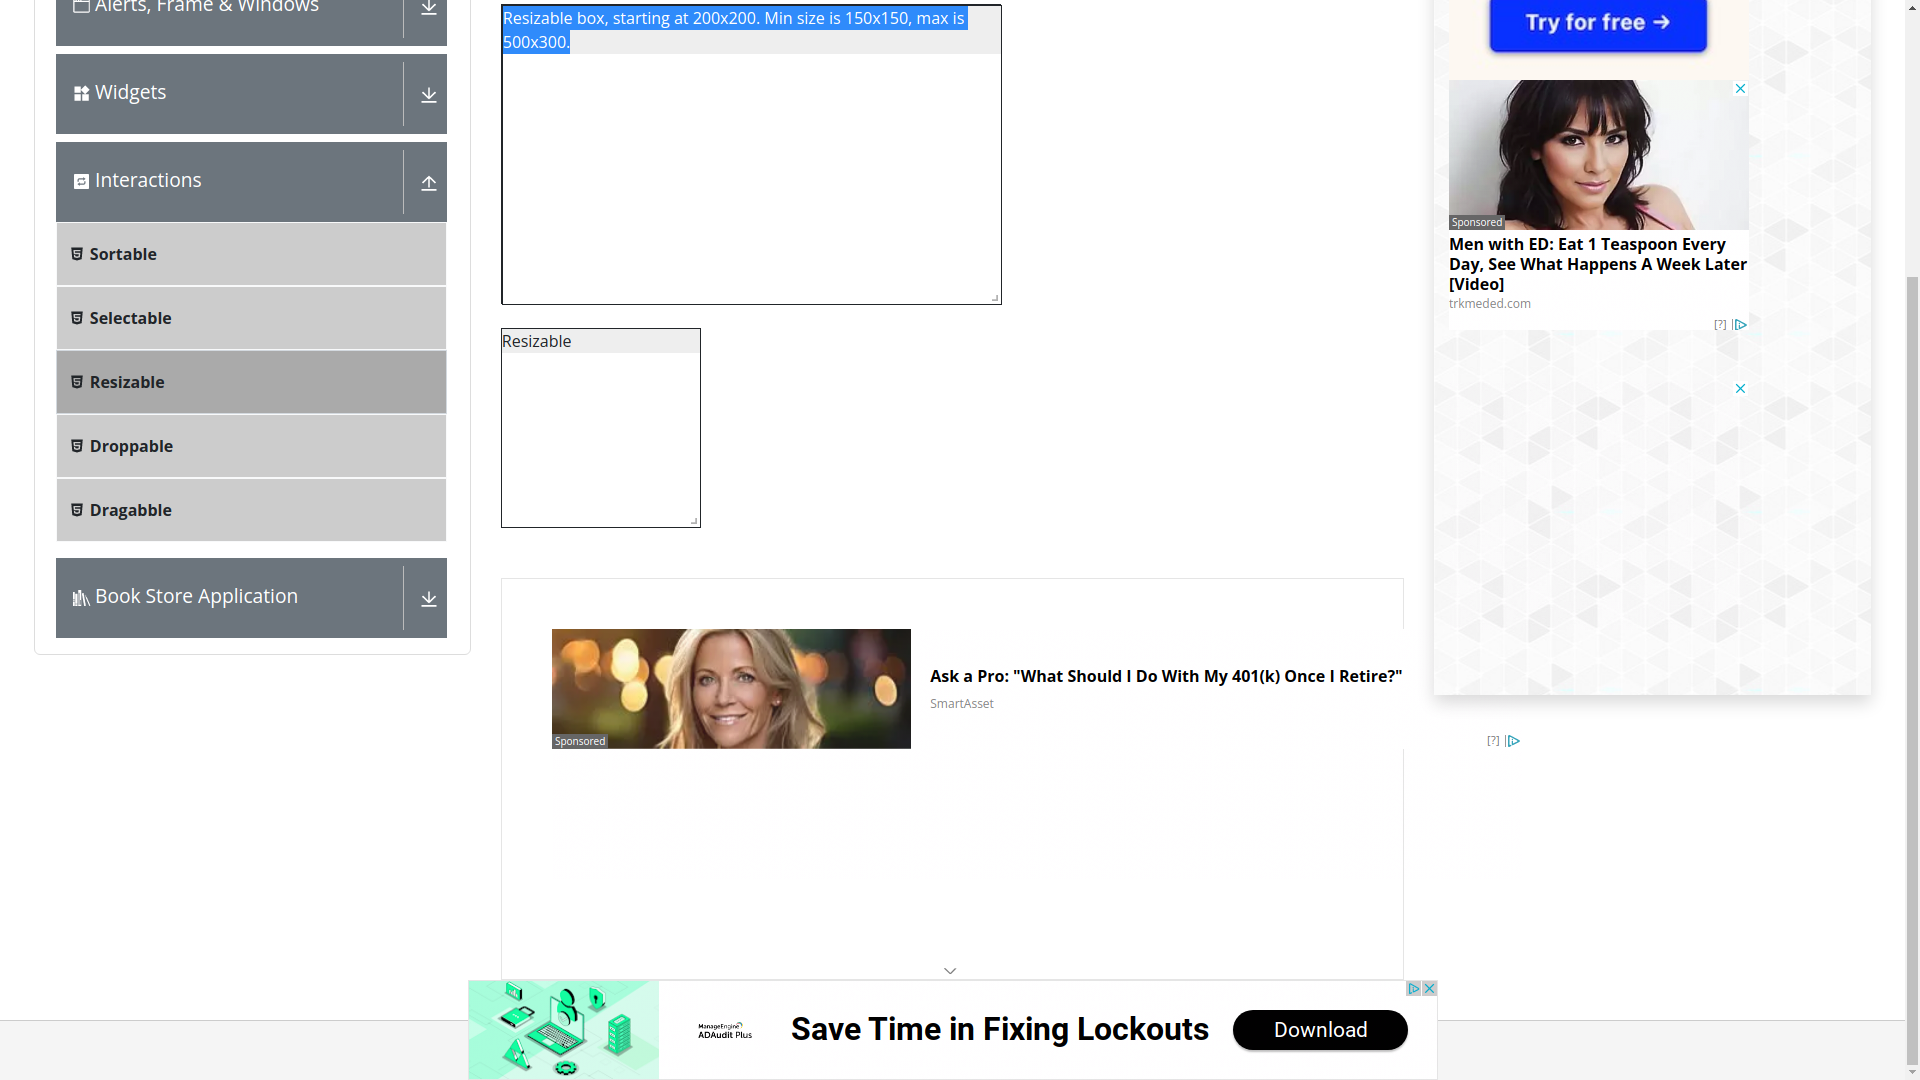 Alerts, Frame & Windows
Widgets
Interactions
Sortable
Selectable
Resizable
Droppable
Dragabble
Book Store Application
Resizable box, starting at 200x200. Min size is 150x150, max is
500x300.
Resizable
Sponsored
Ask a Pro: "What Should I Do With My 401(k) Once I Retire?"
SmartAsset
Try for free →
Sponsored
Men with ED: Eat 1 Teaspoon Every
Day, See What Happens A Week Later
[Video]
trkmeded.com
[?]
[?]
ManageEngine
ADAudit Plus
Save Time in Fixing Lockouts
Download